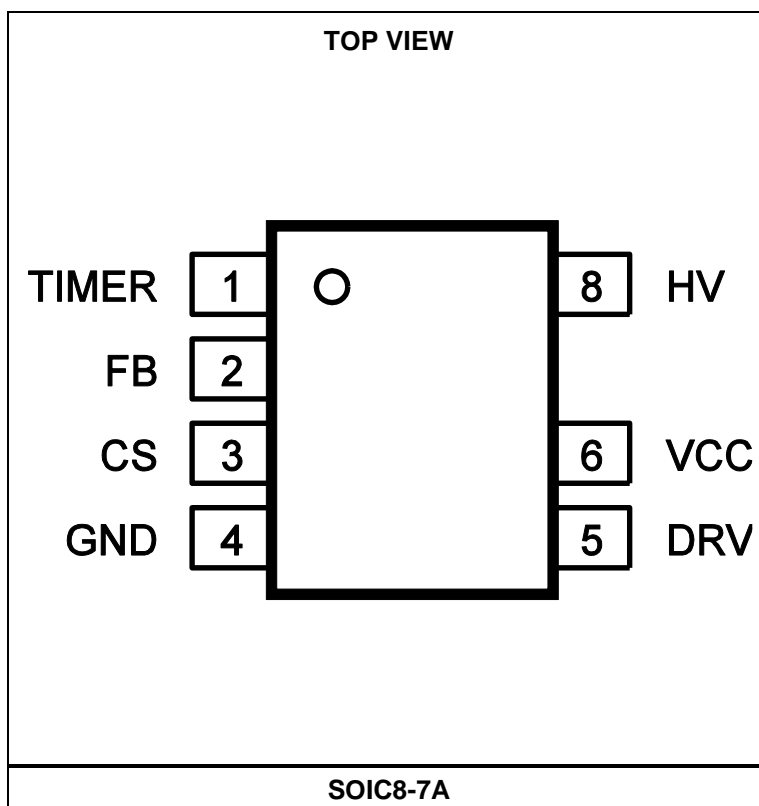 TOP VIEW
TIMER 1 8 HV
FB 2
CS 3 6 VCC
GND 4 5 DRV
SOIC8-7A